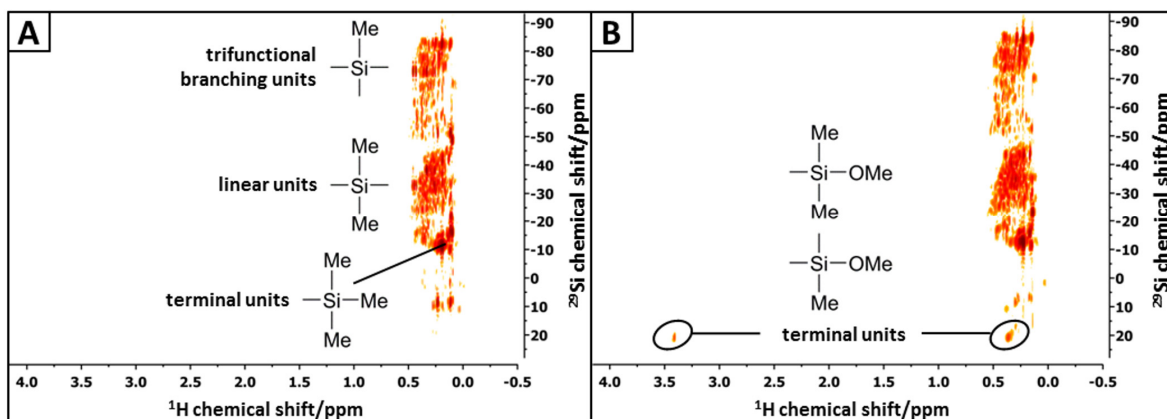 A
trifunctional
branching units
Me
Si
linear units
Me
Si
Me
terminal units
Me
Si
Me
Me
-90
-80
-70
-60
-50
-40
-30
-20
-10
0
10
20
29Si chemical shift/ppm
4.0 3.5 3.0 2.5 2.0 1.5 1.0 0.5 0.0 -0.5
1H chemical shift/ppm
B
Me
Si OMe
Me
Si OMe
Me
terminal units
-90
-80
-70
-60
-50
-40
-30
-20
-10
0
10
20
29Si chemical shift/ppm
4.0 3.5 3.0 2.5 2.0 1.5 1.0 0.5 0.0 -0.5
1H chemical shift/ppm